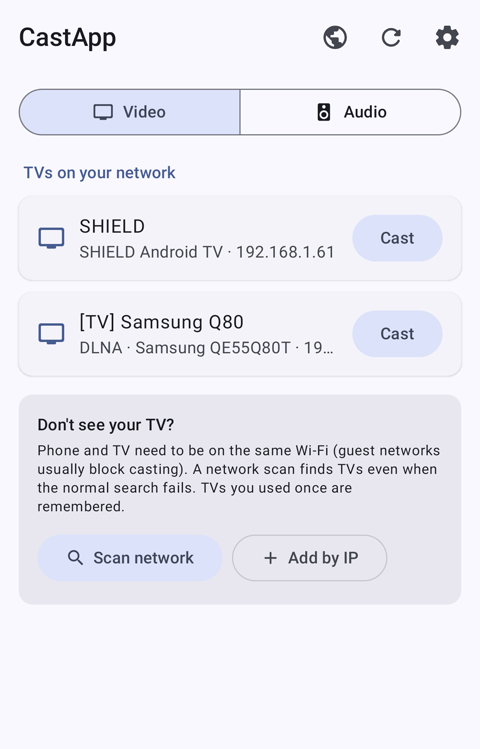 CastApp
Video
Audio
TVs on your network
SHIELD
SHIELD Android TV · 192.168.1.61
Cast
[TV] Samsung Q80
DLNA · Samsung QE55Q80T · 19…
Cast
Don't see your TV?
Phone and TV need to be on the same Wi-Fi (guest networks
usually block casting). A network scan finds TVs even when
the normal search fails. TVs you used once are
remembered.
Scan network
Add by IP